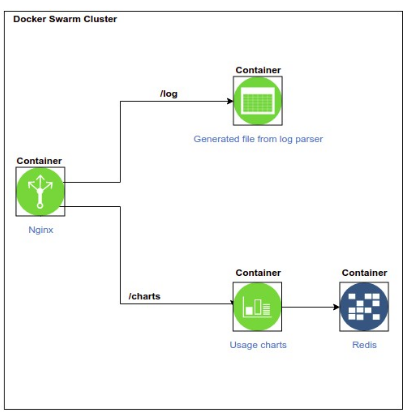 Docker Swarm Cluster
Container
/log
Generated file from log parser
Container
Nginx
/charts
Container
Container
Usage charts
Redis